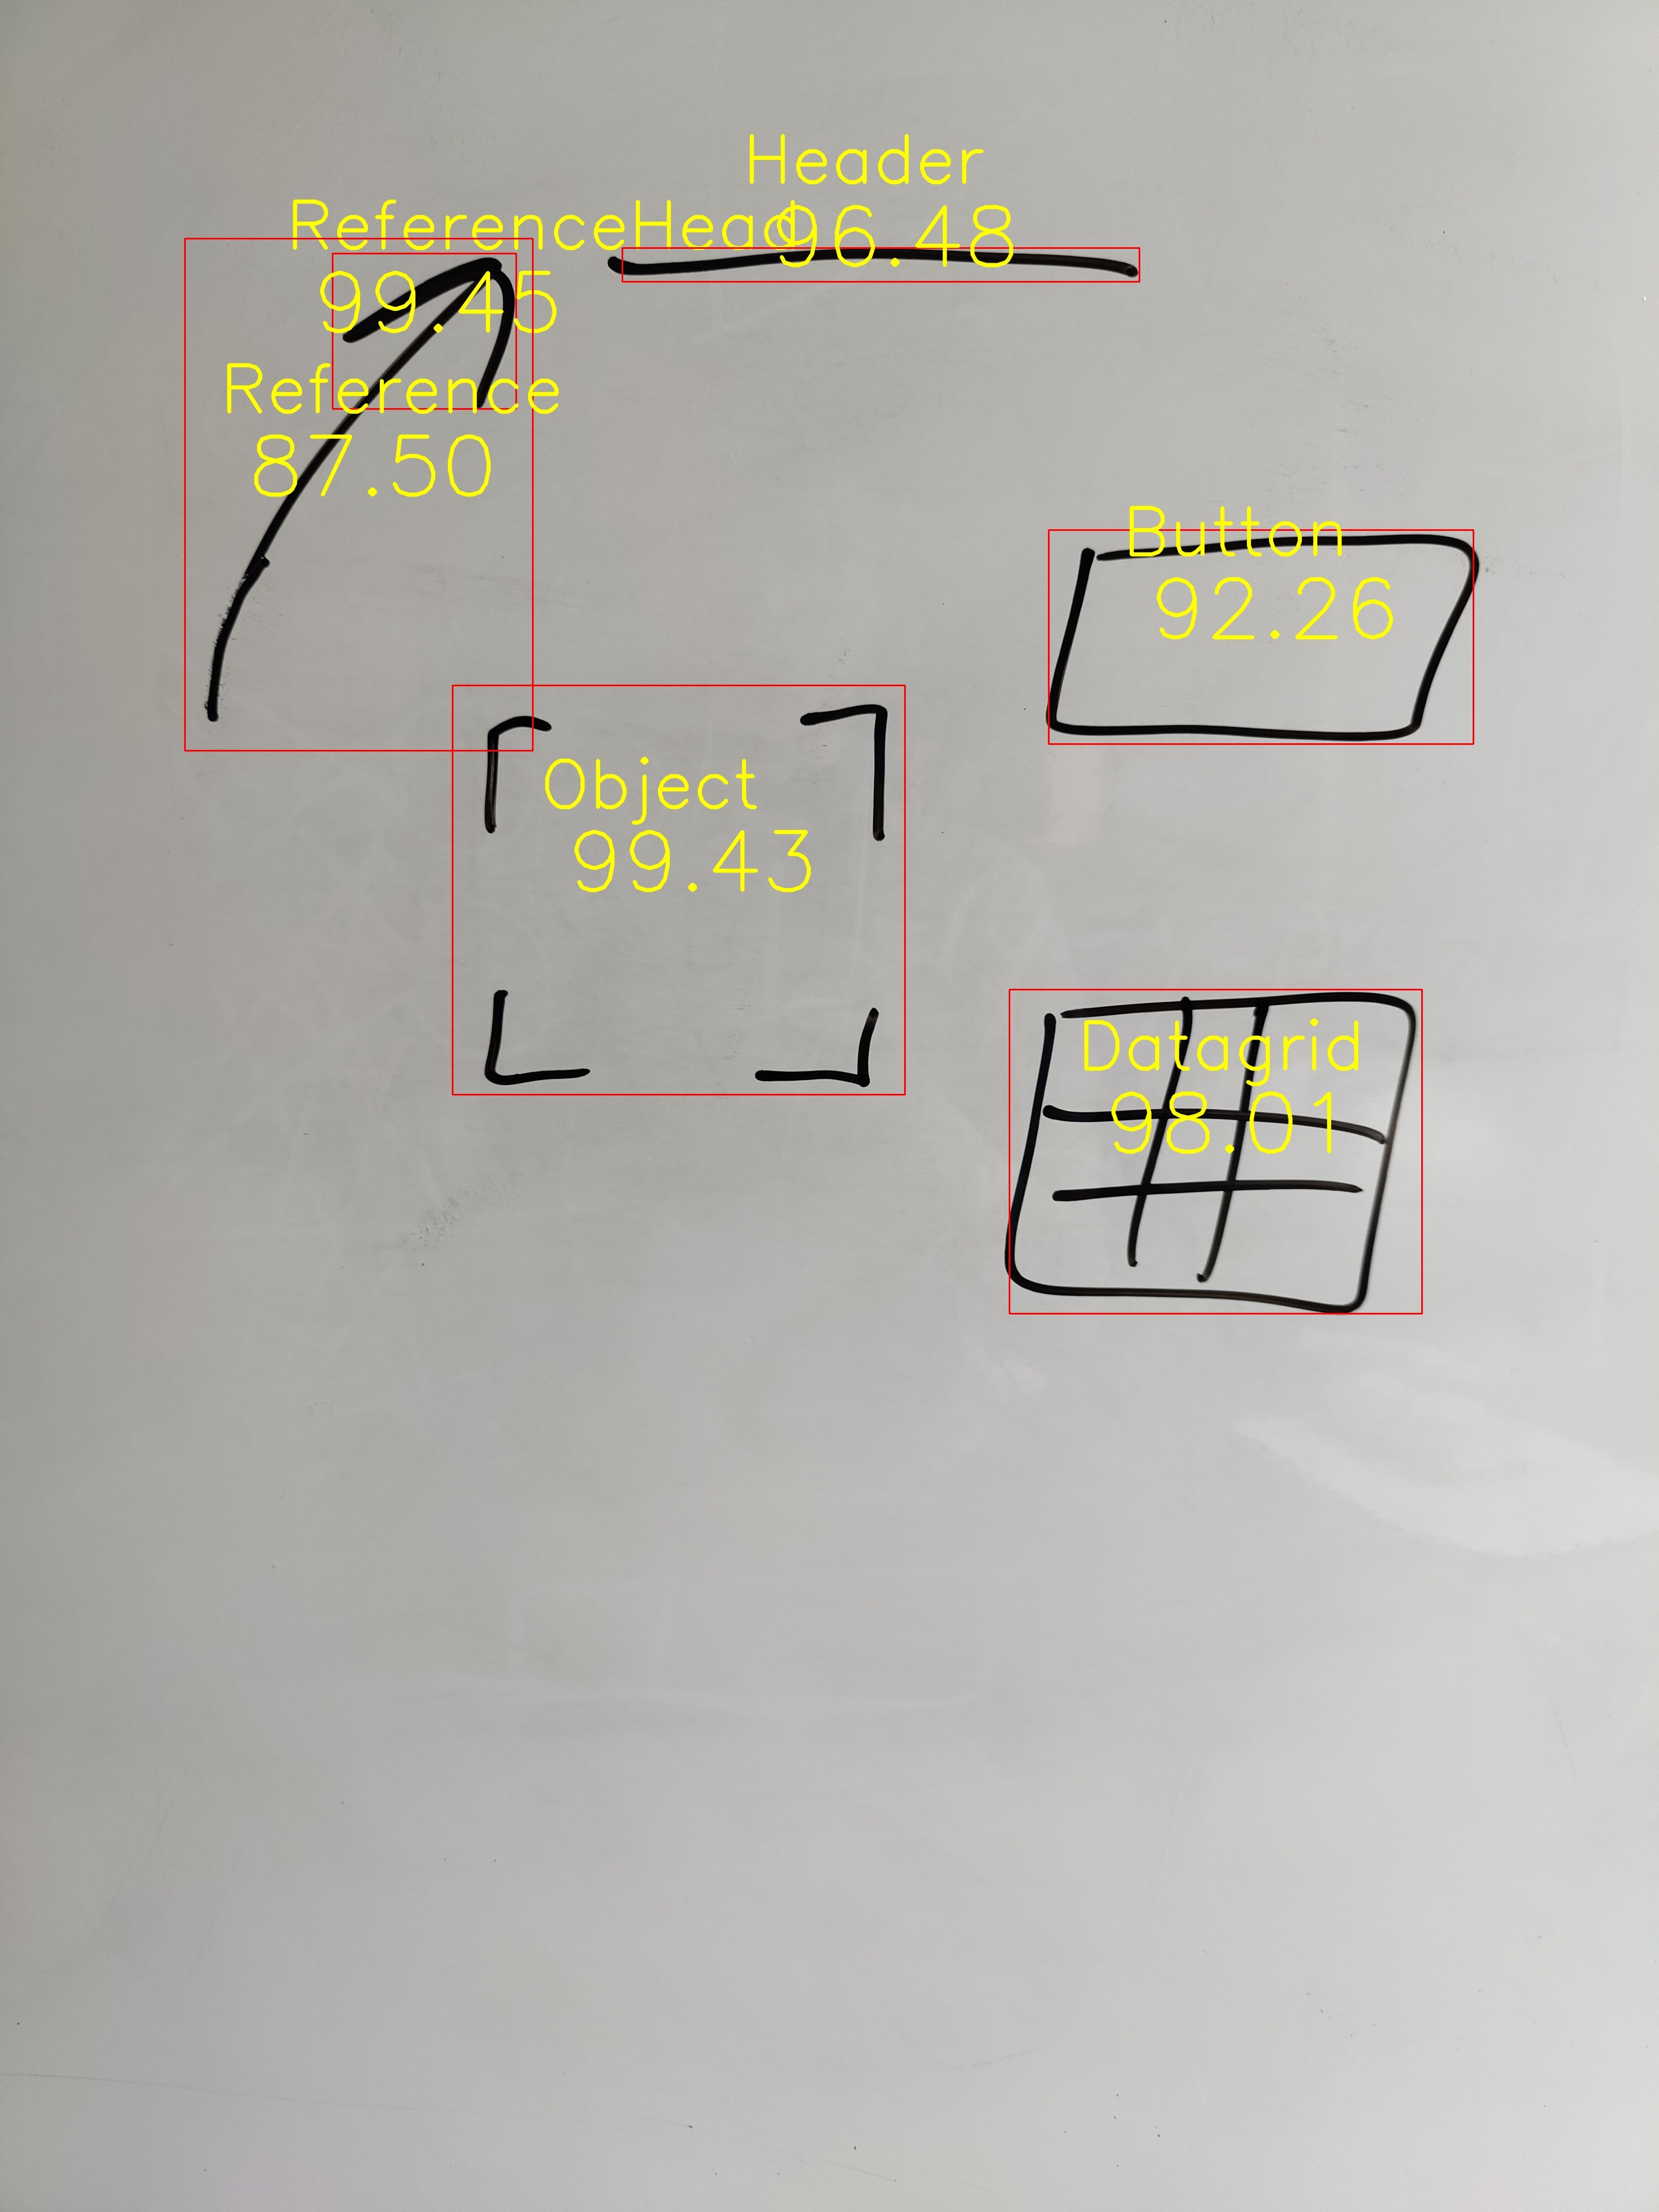 Header
96.48
ReferenceHead
99.45
Reference
87.50
Button
92.26
Object
99.43
Datagrid
98.01